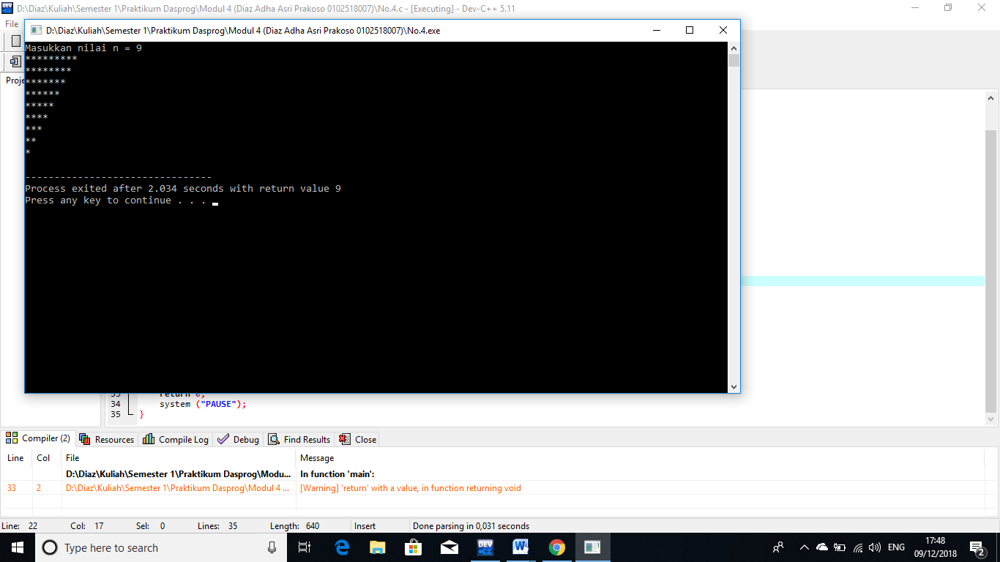 D:\Diaz\Kuliah\Semester 1\Praktikum Dasprog\Modul 4 (Diaz Adha Asri Prakoso 0102518007)\No.4.c - [Executing] - Dev-C++ 5.11
File
D:\Diaz\Kuliah\Semester 1\Praktikum Dasprog\Modul 4 (Diaz Adha Asri Prakoso 0102518007)\No.4.exe
Masukkan nilai n = 9
*********
********
*******
******
*****
****
***
**
*
--------------------------------
Process exited after 2.034 seconds with return value 9
Press any key to continue . . .
Proje
33 return 0;
34 system ("PAUSE");
35 }
Compiler (2) Resources Compile Log Debug Find Results Close
Line Col File Message
D:\Diaz\Kuliah\Semester 1\Praktikum Dasprog\Modu... In function 'main':
33 2 D:\Diaz\Kuliah\Semester 1\Praktikum Dasprog\Modul 4 ... [Warning] 'return' with a value, in function returning void
Line: 22 Col: 17 Sel: 0 Lines: 35 Length: 640 Insert Done parsing in 0,031 seconds
Type here to search
DEV
ENG
17:48
09/12/2018
2